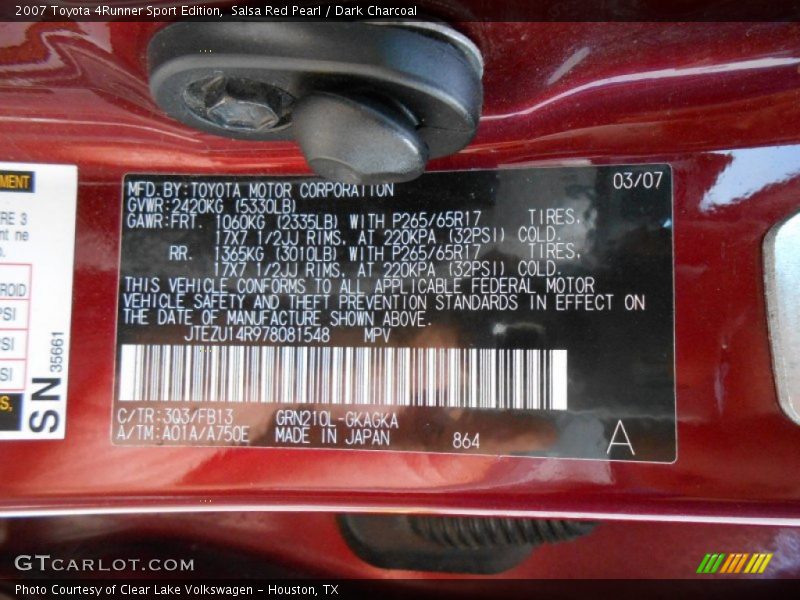 2007 Toyota 4Runner Sport Edition, Salsa Red Pearl / Dark Charcoal
MFD. BY: TOYOTA MOTOR CORPORATION 03/07
GVWR: 2420KG (5330LB)
GAWR: FRT. 1060KG (2335LB) WITH P265/65R17 TIRES,
17X7 1/2JJ RIMS, AT 220KPA (32PSI) COLD.
RR. 1365KG (3010LB) WITH P265/65R17 TIRES,
17X7 1/2JJ RIMS, AT 220KPA (32PSI) COLD.
THIS VEHICLE CONFORMS TO ALL APPLICABLE FEDERAL MOTOR
VEHICLE SAFETY AND THEFT PREVENTION STANDARDS IN EFFECT ON
THE DATE OF MANUFACTURE SHOWN ABOVE.
JTEZU14R978081548 MPV
C/TR: 3Q3/FB13 GRN210L-GKAGKA
A/TM: A01A/A750E MADE IN JAPAN 864 A
SN 35661
GTCARLOT.COM
Photo Courtesy of Clear Lake Volkswagen - Houston, TX